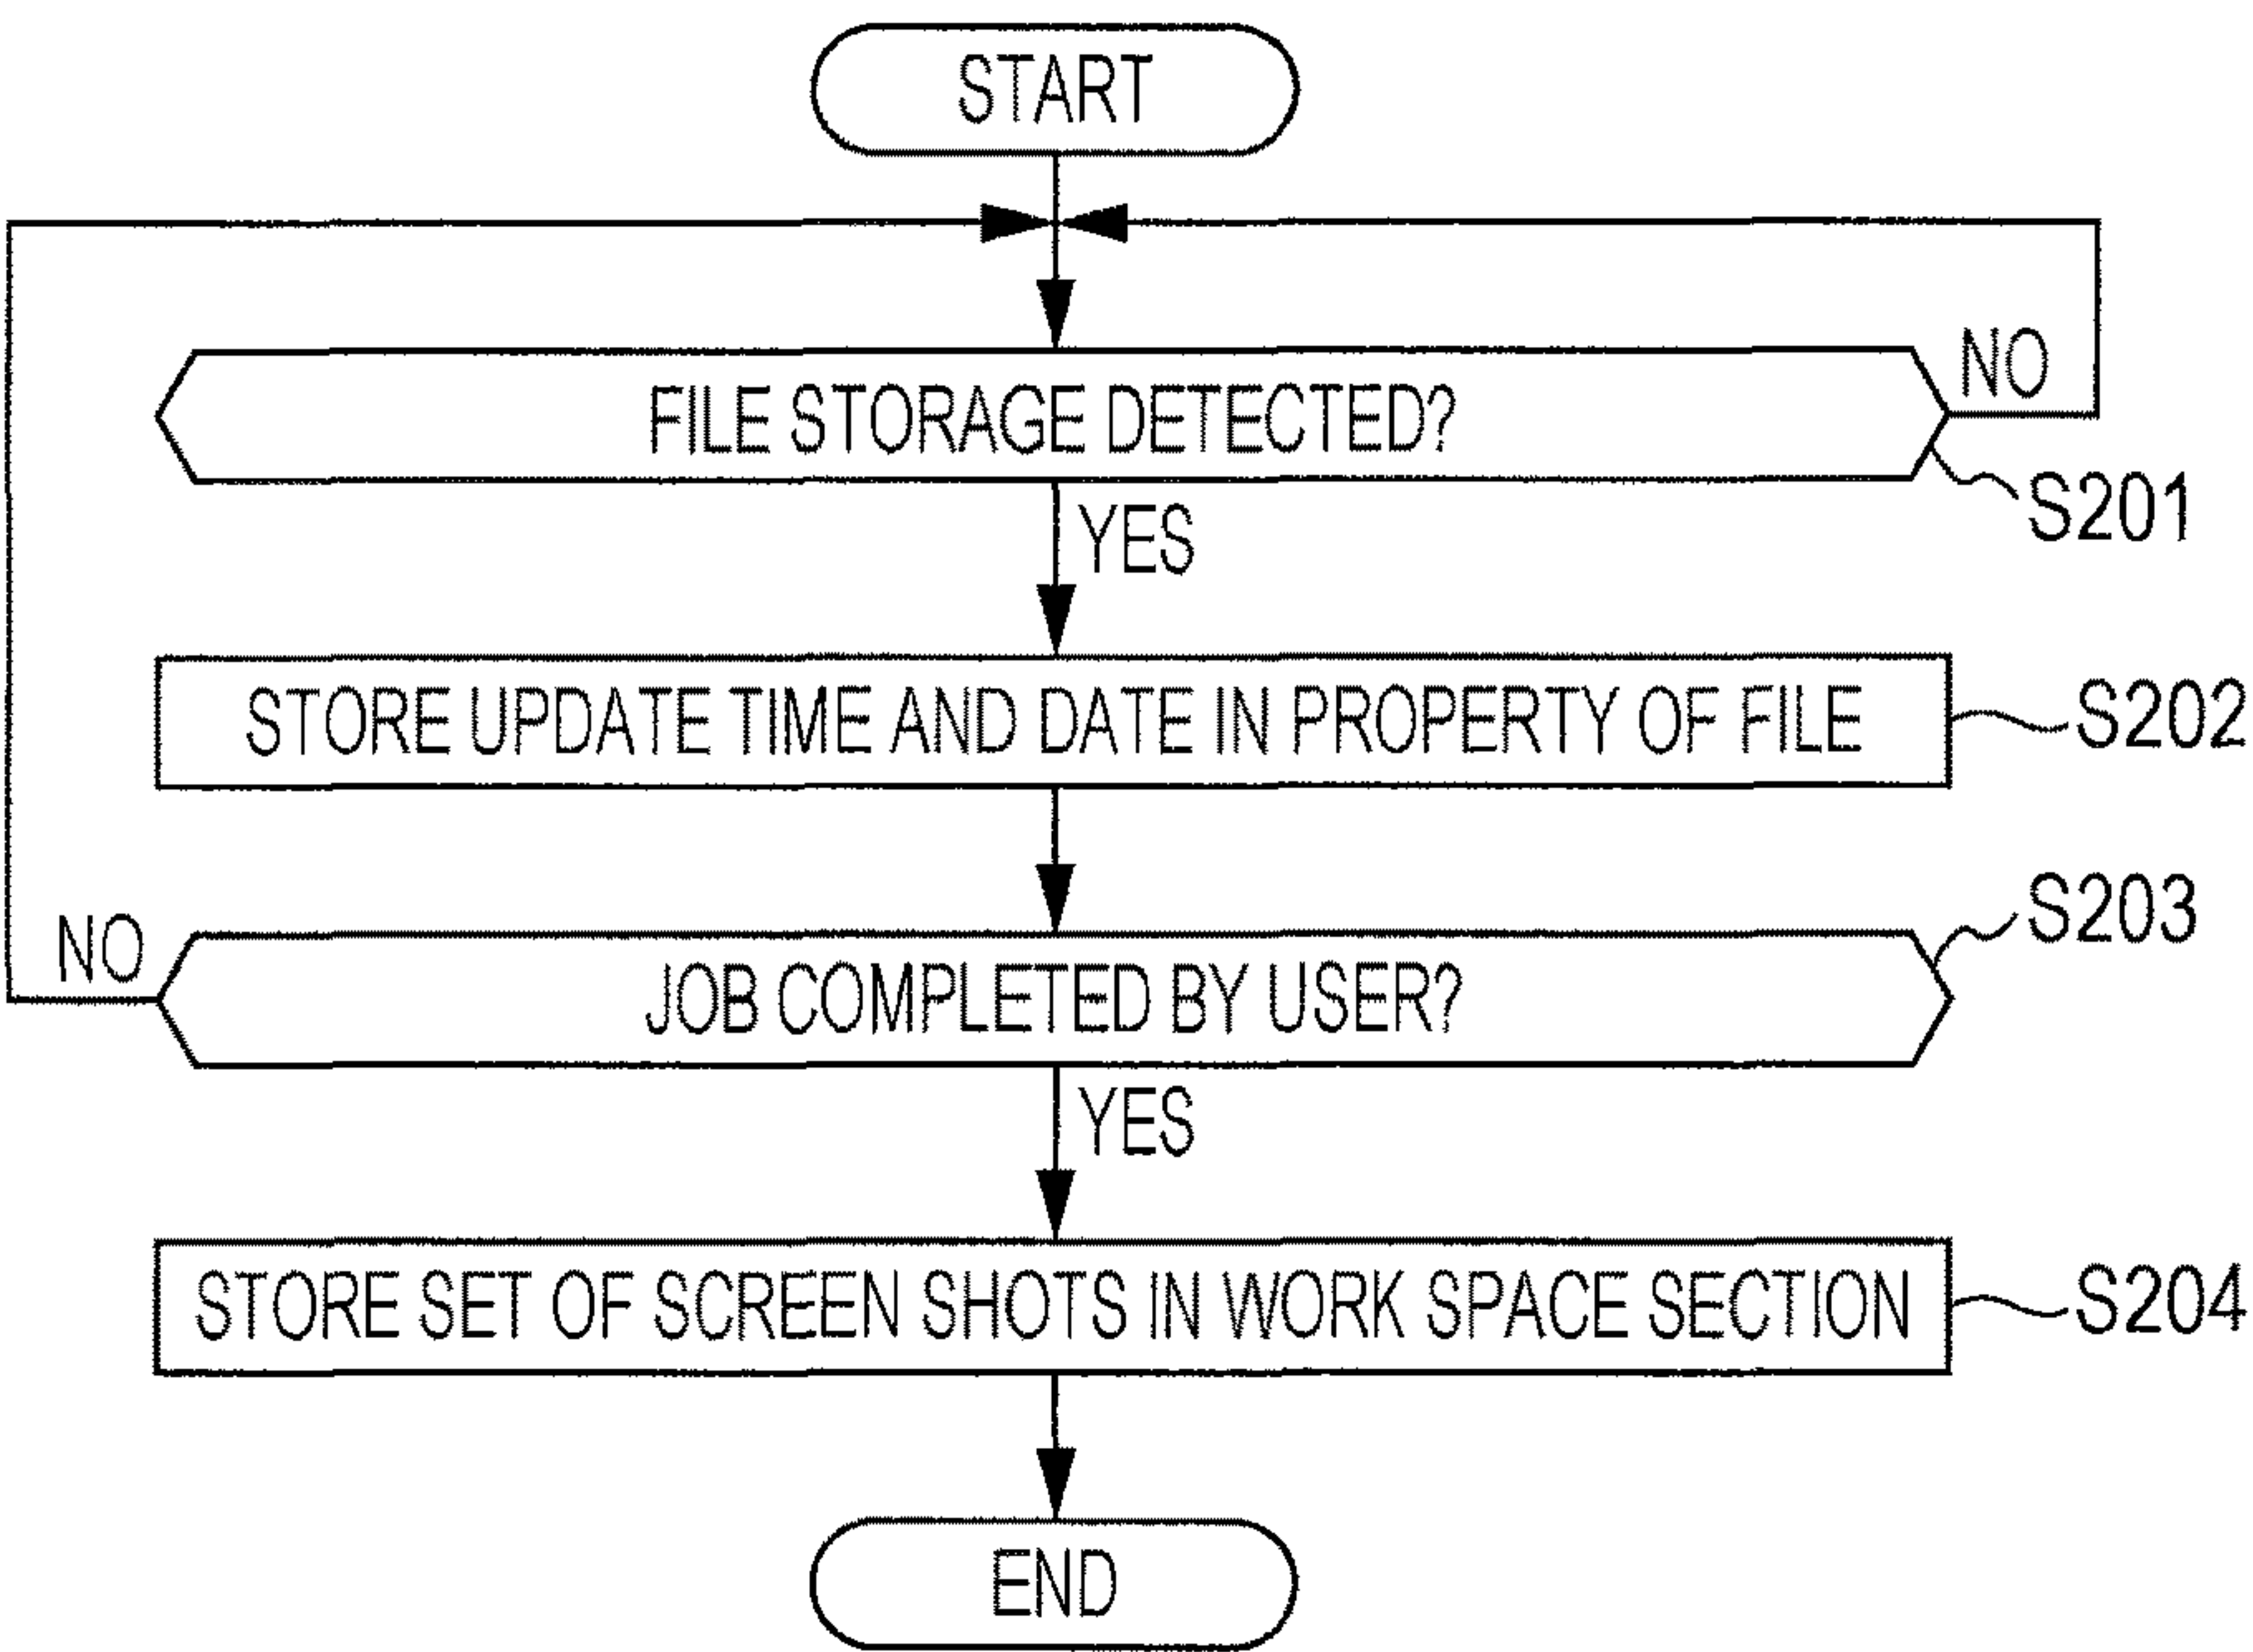 START
NO
FILE STORAGE DETECTED?
S201
YES
STORE UPDATE TIME AND DATE IN PROPERTY OF FILE
S202
S203
NO
JOB COMPLETED BY USER?
YES
STORE SET OF SCREEN SHOTS IN WORK SPACE SECTION
S204
END